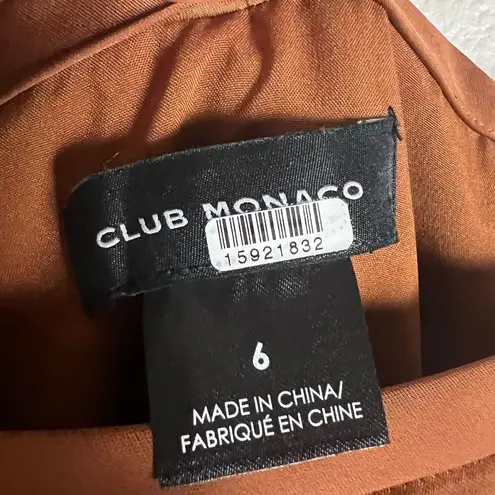 CLUB MONACO
15921832
6
MADE IN CHINA/
FABRIQUÉ EN CHINE